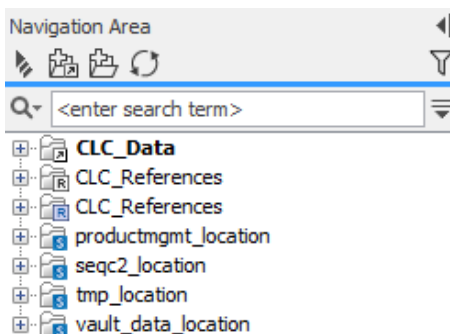 Navigation Area
<enter search term>
CLC_Data
R CLC_References
R CLC_References
S productmgmt_location
S seqc2_location
S tmp_location
S vault_data_location